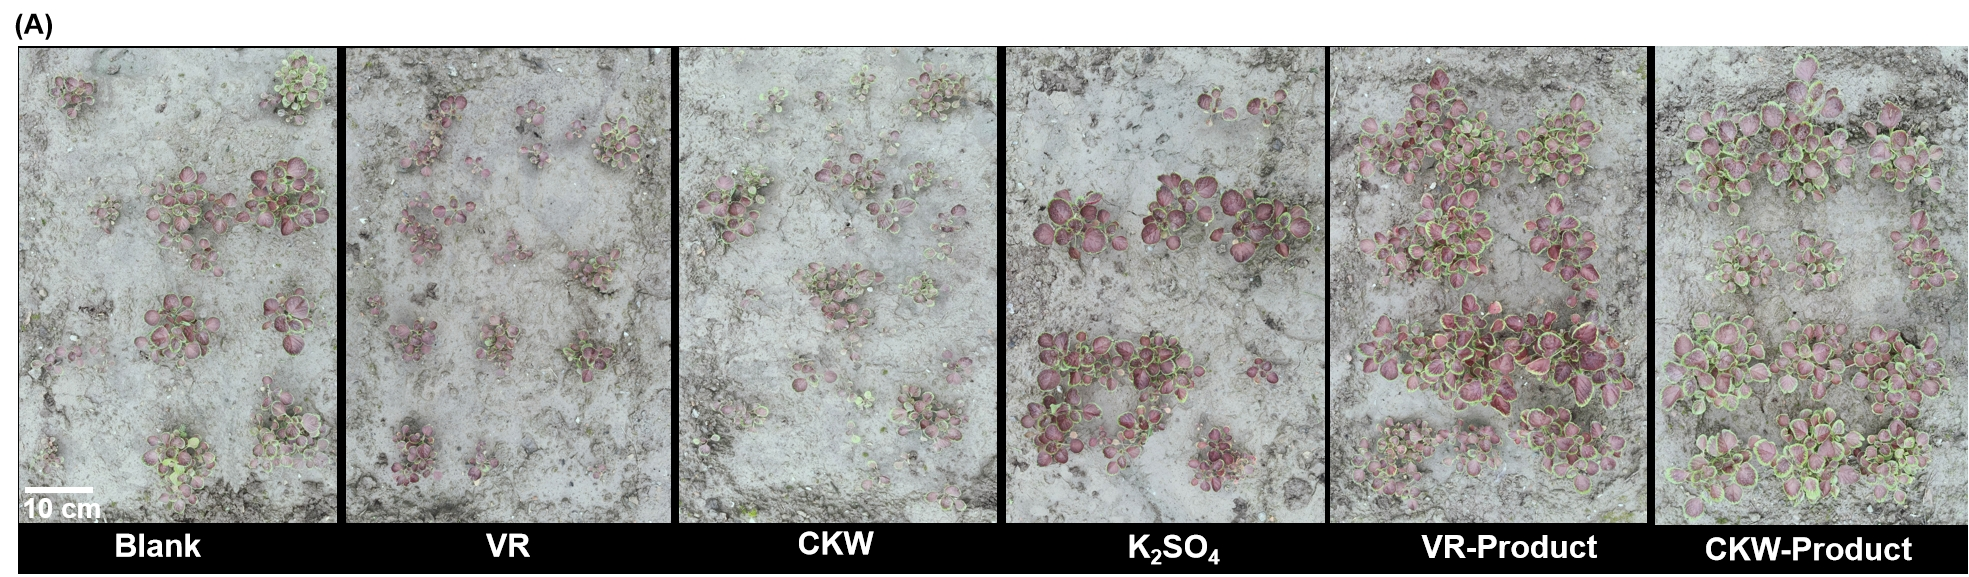 (A)
10 cm
Blank
VR
CKW
K₂SO₄
VR-Product
CKW-Product